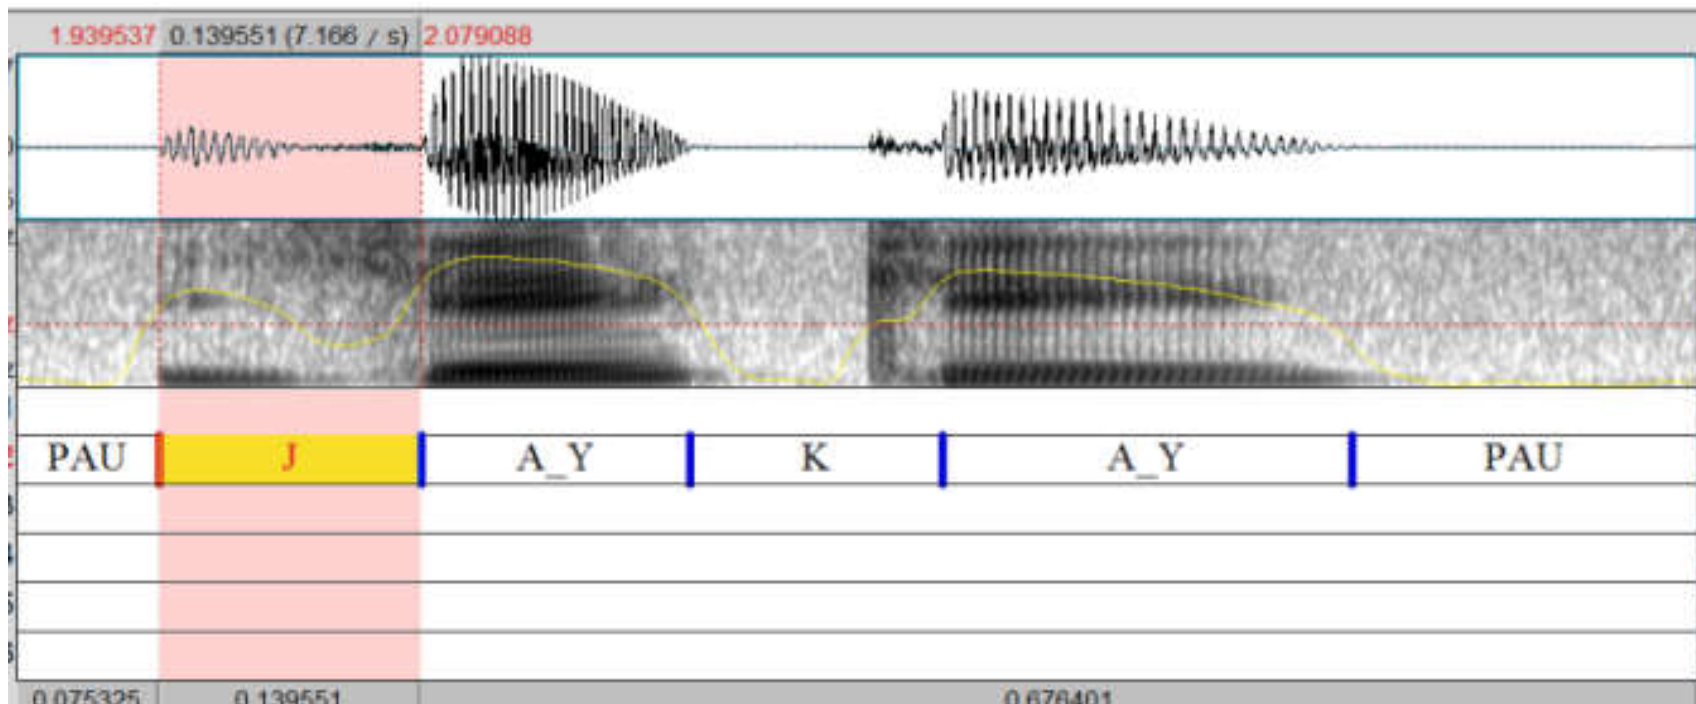 1.939537 0.139551 (7.166 / s) 2.079088
PAU J A_Y K A_Y PAU
0.075325 0.139551 0.676401